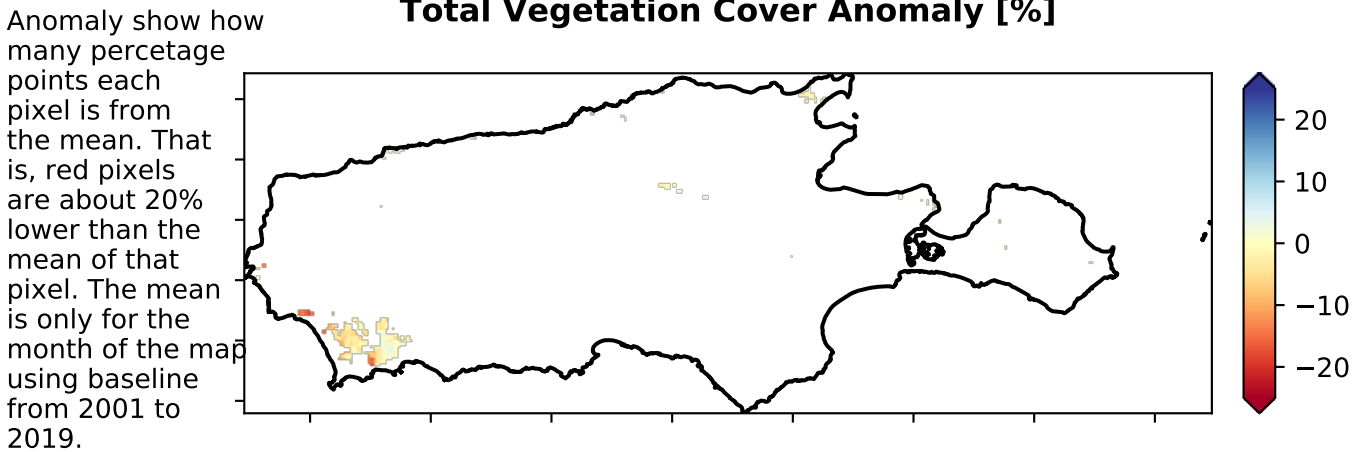 Total Vegetation Cover Anomaly [%]
Anomaly show how
many percetage
points each
pixel is from
the mean. That
is, red pixels
are about 20%
lower than the
mean of that
pixel. The mean
is only for the
month of the map
using baseline
from 2001 to
2019.
20
10
0
−10
−20